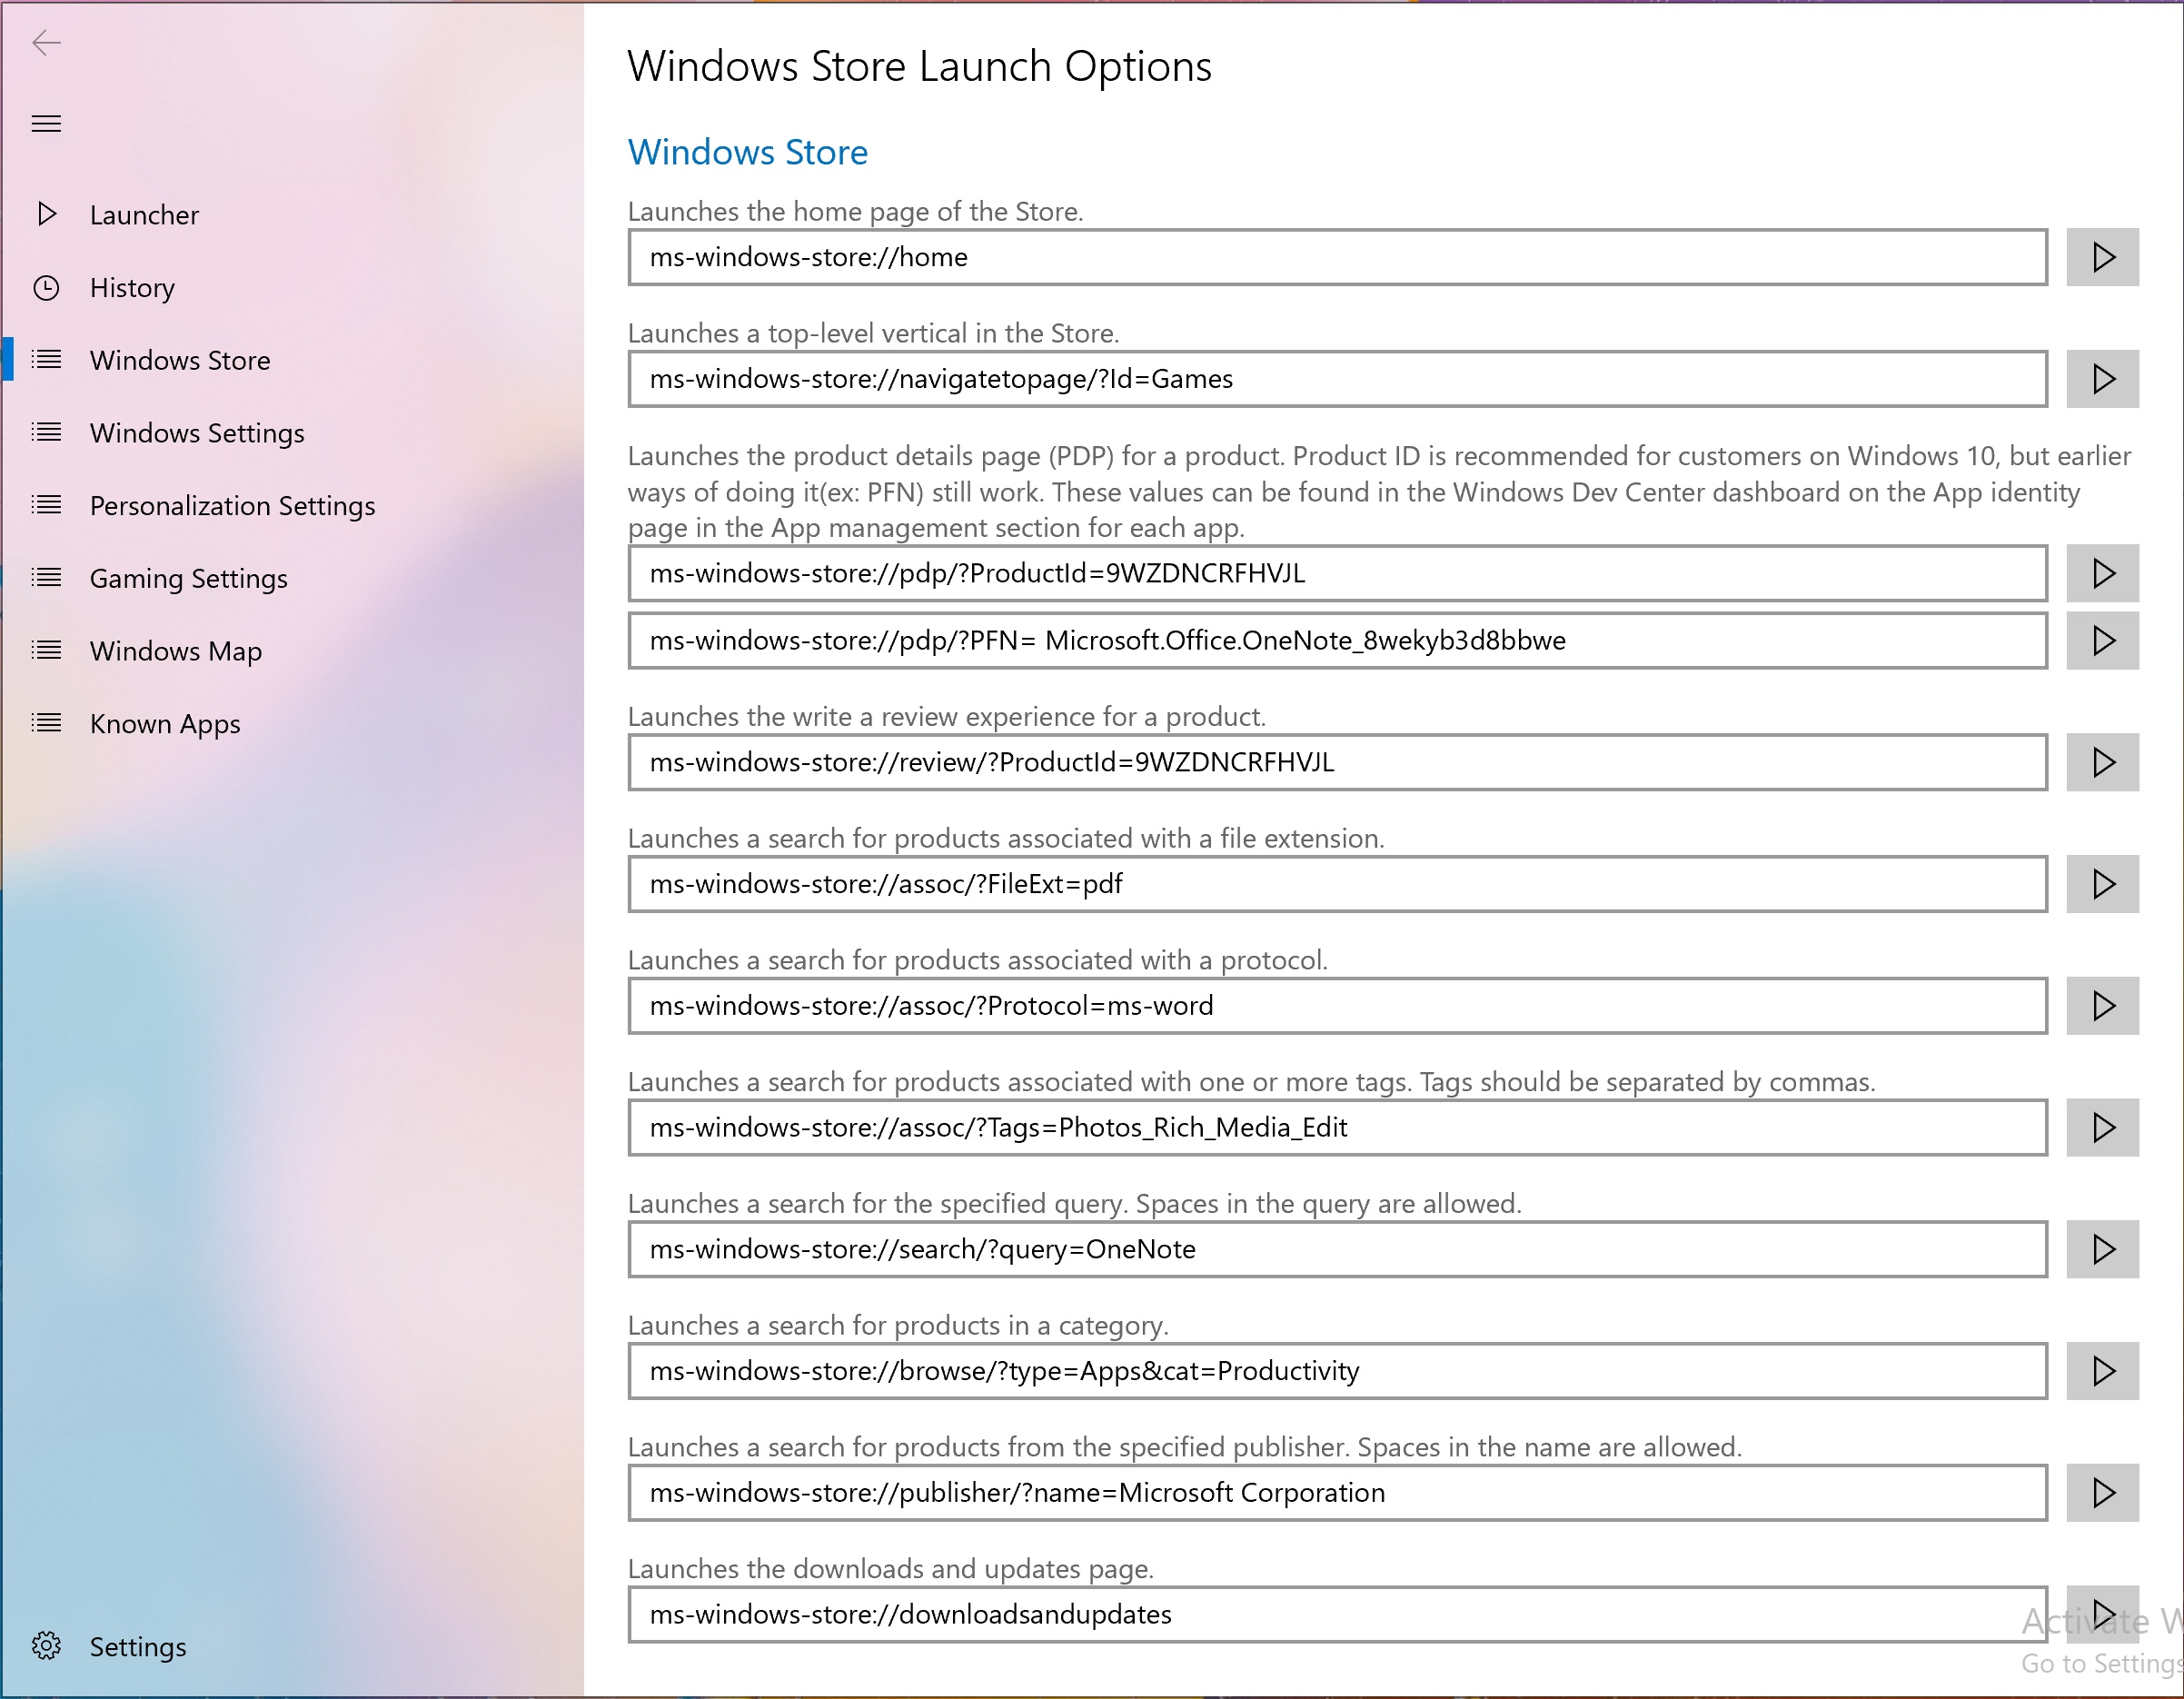 Launcher
History
Windows Store
Windows Settings
Personalization Settings
Gaming Settings
Windows Map
Known Apps
Settings
Windows Store Launch Options
Windows Store
Launches the home page of the Store.
ms-windows-store://home
Launches a top-level vertical in the Store.
ms-windows-store://navigatetopage/?Id=Games
Launches the product details page (PDP) for a product. Product ID is recommended for customers on Windows 10, but earlier
ways of doing it(ex: PFN) still work. These values can be found in the Windows Dev Center dashboard on the App identity
page in the App management section for each app.
ms-windows-store://pdp/?ProductId=9WZDNCRFHVJL
ms-windows-store://pdp/?PFN= Microsoft.Office.OneNote_8wekyb3d8bbwe
Launches the write a review experience for a product.
ms-windows-store://review/?ProductId=9WZDNCRFHVJL
Launches a search for products associated with a file extension.
ms-windows-store://assoc/?FileExt=pdf
Launches a search for products associated with a protocol.
ms-windows-store://assoc/?Protocol=ms-word
Launches a search for products associated with one or more tags. Tags should be separated by commas.
ms-windows-store://assoc/?Tags=Photos_Rich_Media_Edit
Launches a search for the specified query. Spaces in the query are allowed.
ms-windows-store://search/?query=OneNote
Launches a search for products in a category.
ms-windows-store://browse/?type=Apps&cat=Productivity
Launches a search for products from the specified publisher. Spaces in the name are allowed.
ms-windows-store://publisher/?name=Microsoft Corporation
Launches the downloads and updates page.
ms-windows-store://downloadsandupdates
Activate W
Go to Settings